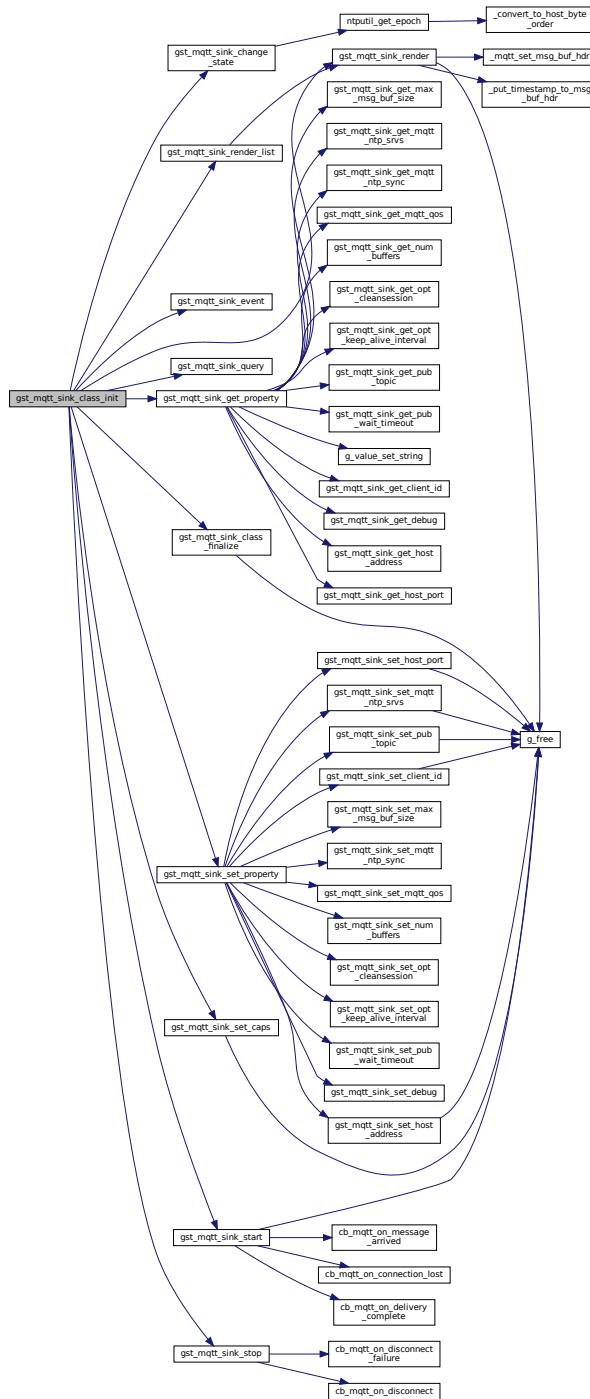 ntputil_get_epoch
_convert_to_host_byte
_order
gst_mqtt_sink_change
_state
gst_mqtt_sink_render
_mqtt_set_msg_buf_hdr
_put_timestamp_to_msg
_buf_hdr
gst_mqtt_sink_get_max
_msg_buf_size
gst_mqtt_sink_get_mqtt
_ntp_srvs
gst_mqtt_sink_render_list
gst_mqtt_sink_get_mqtt
_ntp_sync
gst_mqtt_sink_get_mqtt_qos
gst_mqtt_sink_get_num
_buffers
gst_mqtt_sink_event
gst_mqtt_sink_get_opt
_cleansession
gst_mqtt_sink_get_opt
_keep_alive_interval
gst_mqtt_sink_query
gst_mqtt_sink_get_pub
_topic
gst_mqtt_sink_class_init
gst_mqtt_sink_get_property
gst_mqtt_sink_get_pub
_wait_timeout
g_value_set_string
gst_mqtt_sink_get_client_id
gst_mqtt_sink_get_debug
gst_mqtt_sink_class
_finalize
gst_mqtt_sink_get_host
_address
gst_mqtt_sink_get_host_port
gst_mqtt_sink_set_host_port
gst_mqtt_sink_set_mqtt
_ntp_srvs
gst_mqtt_sink_set_pub
_topic
g_free
gst_mqtt_sink_set_client_id
gst_mqtt_sink_set_max
_msg_buf_size
gst_mqtt_sink_set_mqtt
_ntp_sync
gst_mqtt_sink_set_property
gst_mqtt_sink_set_mqtt_qos
gst_mqtt_sink_set_num
_buffers
gst_mqtt_sink_set_opt
_cleansession
gst_mqtt_sink_set_opt
_keep_alive_interval
gst_mqtt_sink_set_caps
gst_mqtt_sink_set_pub
_wait_timeout
gst_mqtt_sink_set_debug
gst_mqtt_sink_set_host
_address
gst_mqtt_sink_start
cb_mqtt_on_message
_arrived
cb_mqtt_on_connection_lost
cb_mqtt_on_delivery
_complete
gst_mqtt_sink_stop
cb_mqtt_on_disconnect
_failure
cb_mqtt_on_disconnect